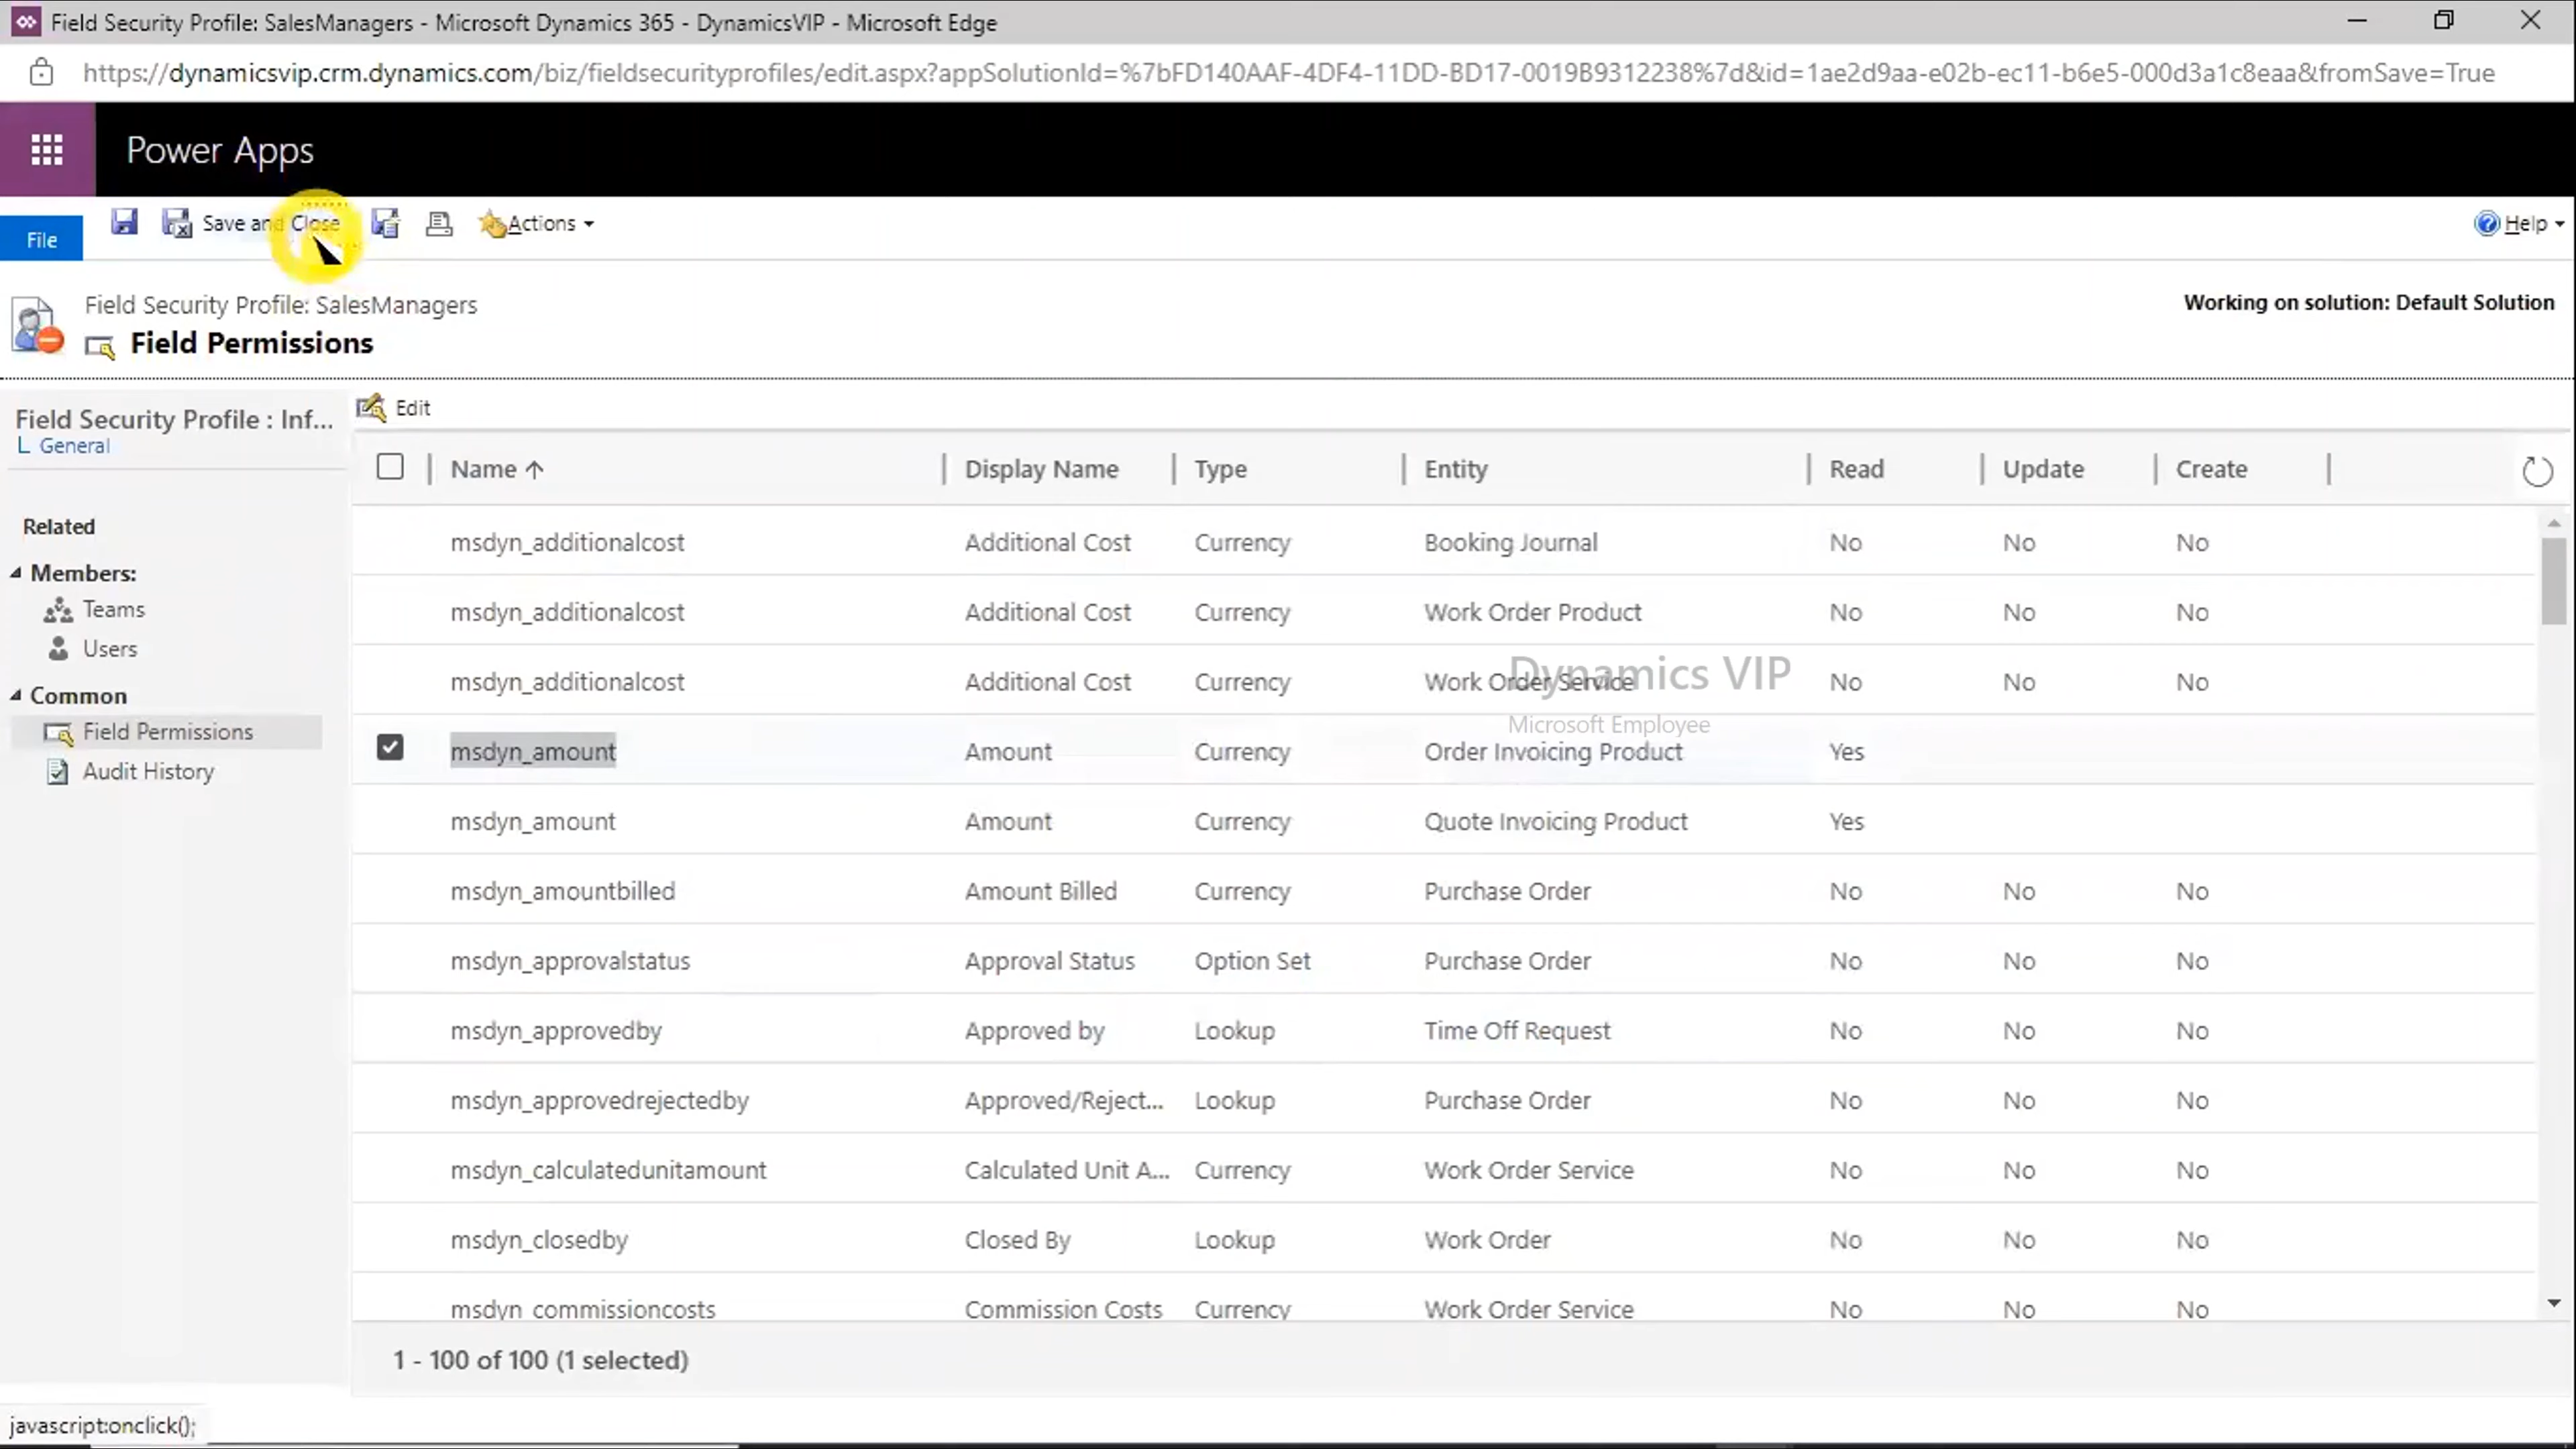 Field Security Profile: SalesManagers - Microsoft Dynamics 365 - DynamicsVIP - Microsoft Edge
https://dynamicsvip.crm.dynamics.com/biz/fieldsecurityprofiles/edit.aspx?appSolutionId=%7bFD140AAF-4DF4-11DD-BD17-0019B9312238%7d&id=1ae2d9aa-e02b-ec11-b6e5-000d3a1c8eaa&fromSave=True
Power Apps
File Save and Close Actions Help
Field Security Profile: SalesManagers
Field Permissions
Working on solution: Default Solution
Field Security Profile : Inf...
General
Related
Members:
Teams
Users
Common
Field Permissions
Audit History
Edit
Name Display Name Type Entity Read Update Create
msdyn_additionalcost Additional Cost Currency Booking Journal No No No
msdyn_additionalcost Additional Cost Currency Work Order Product No No No
msdyn_additionalcost Additional Cost Currency Work Order Service No No No
Dynamics VIP
Microsoft Employee
msdyn_amount Amount Currency Order Invoicing Product Yes
msdyn_amount Amount Currency Quote Invoicing Product Yes
msdyn_amountbilled Amount Billed Currency Purchase Order No No No
msdyn_approvalstatus Approval Status Option Set Purchase Order No No No
msdyn_approvedby Approved by Lookup Time Off Request No No No
msdyn_approvedrejectedby Approved/Reject... Lookup Purchase Order No No No
msdyn_calculatedunitamount Calculated Unit A... Currency Work Order Service No No No
msdyn_closedby Closed By Lookup Work Order No No No
msdyn_commissioncosts Commission Costs Currency Work Order Service No No No
1 - 100 of 100 (1 selected)
javascript:onclick();